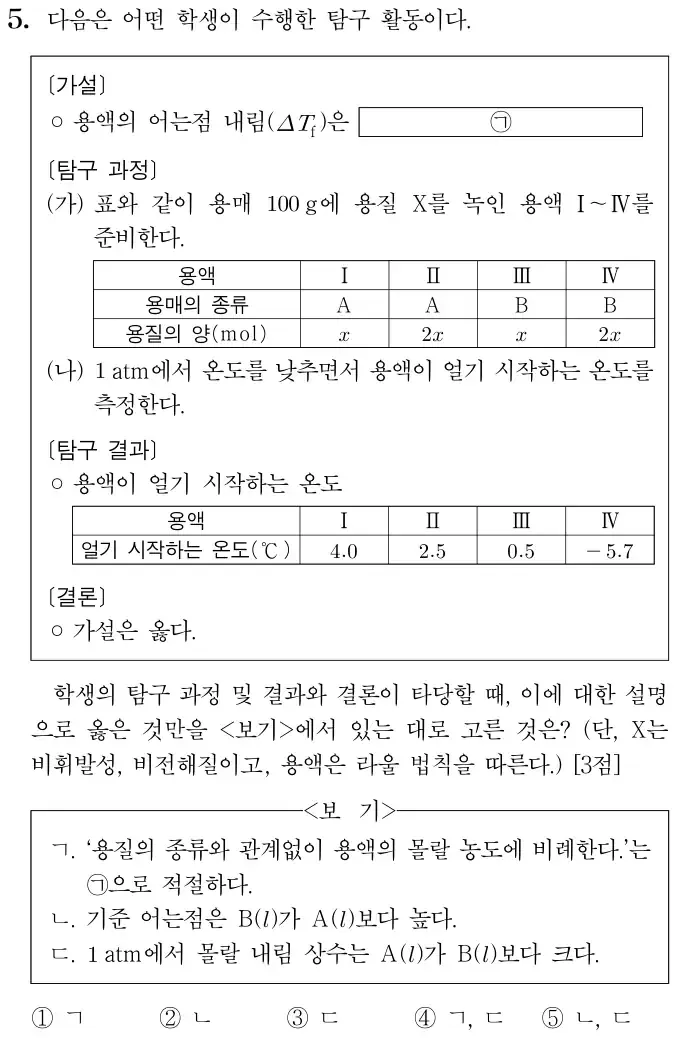 5. 다음은 어떤 학생이 수행한 탐구 활동이다.
〔가설〕
○ 용액의 어는점 내림(ΔTf)은 ㉠
〔탐구 과정〕
(가) 표와 같이 용매 100 g에 용질 X를 녹인 용액 Ⅰ~Ⅳ를
준비한다.
용액 Ⅰ Ⅱ Ⅲ Ⅳ
용매의 종류 A A B B
용질의 양(mol) x 2x x 2x
(나) 1 atm에서 온도를 낮추면서 용액이 얼기 시작하는 온도를
측정한다.
〔탐구 결과〕
○ 용액이 얼기 시작하는 온도
용액 Ⅰ Ⅱ Ⅲ Ⅳ
얼기 시작하는 온도(℃) 4.0 2.5 0.5 -5.7
〔결론〕
○ 가설은 옳다.
학생의 탐구 과정 및 결과와 결론이 타당할 때, 이에 대한 설명
으로 옳은 것만을 <보기>에서 있는 대로 고른 것은? (단, X는
비휘발성, 비전해질이고, 용액은 라울 법칙을 따른다.) [3점]
<보 기>
ㄱ. ‘용질의 종류와 관계없이 용액의 몰랄 농도에 비례한다.’는
㉠으로 적절하다.
ㄴ. 기준 어는점은 B(l)가 A(l)보다 높다.
ㄷ. 1 atm에서 몰랄 내림 상수는 A(l)가 B(l)보다 크다.
① ㄱ ② ㄴ ③ ㄷ ④ ㄱ, ㄷ ⑤ ㄴ, ㄷ